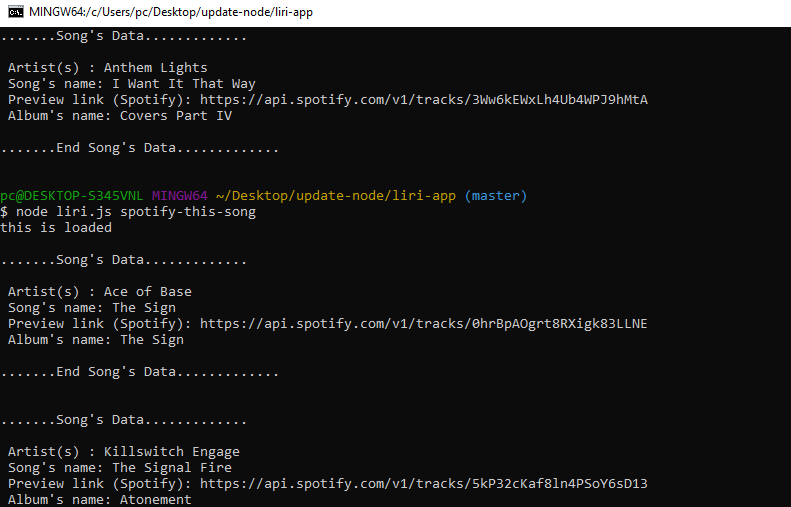 MINGW64:/c/Users/pc/Desktop/update-node/liri-app
.......Song's Data.............
Artist(s) : Anthem Lights
Song's name: I Want It That Way
Preview link (Spotify): https://api.spotify.com/v1/tracks/3Ww6kEWxLh4Ub4WPJ9hMtA
Album's name: Covers Part IV
.......End Song's Data.............
pc@DESKTOP-S345VNL MINGW64 ~/Desktop/update-node/liri-app (master)
$ node liri.js spotify-this-song
this is loaded
.......Song's Data.............
Artist(s) : Ace of Base
Song's name: The Sign
Preview link (Spotify): https://api.spotify.com/v1/tracks/0hrBpAOgrt8RXigk83LLNE
Album's name: The Sign
.......End Song's Data.............
.......Song's Data.............
Artist(s) : Killswitch Engage
Song's name: The Signal Fire
Preview link (Spotify): https://api.spotify.com/v1/tracks/5kP32cKaf8ln4PSoY6sD13
Album's name: Atonement